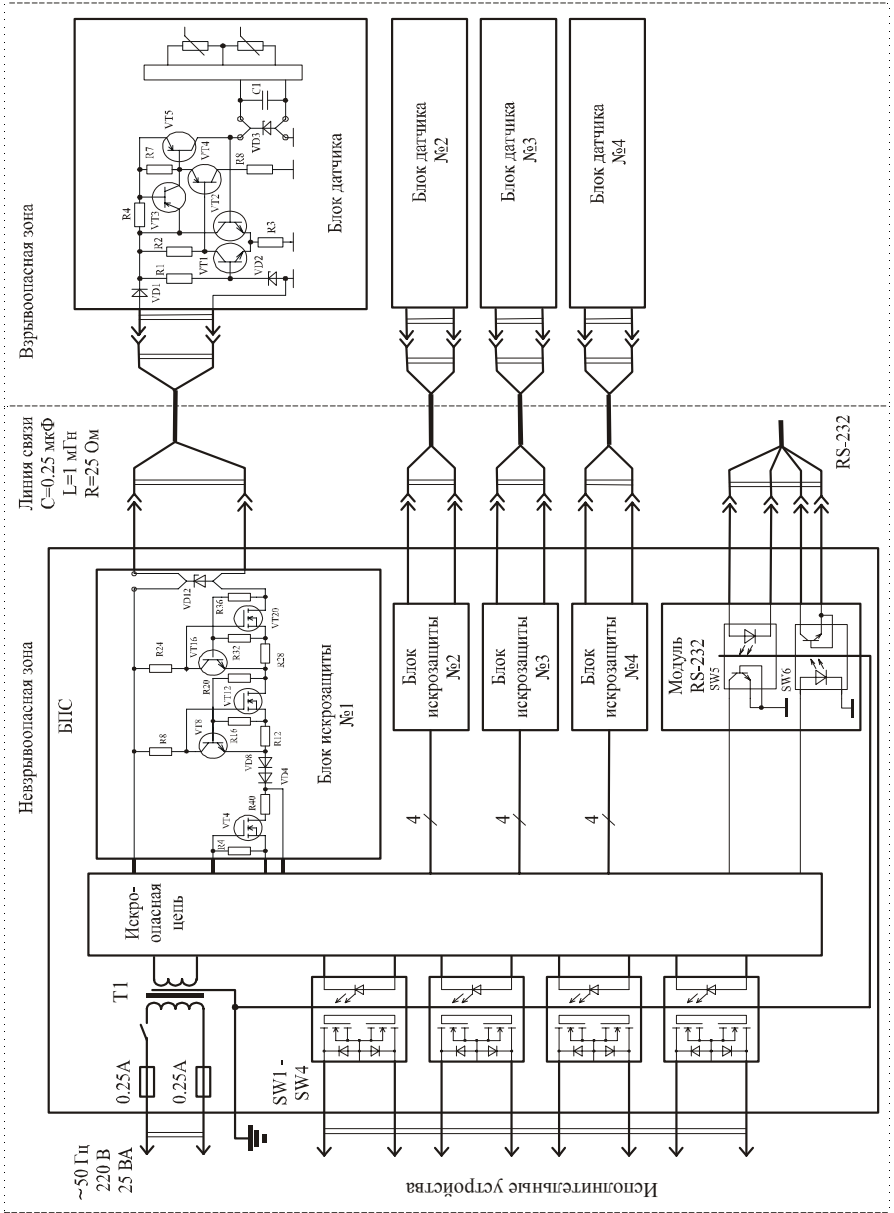 Взрывоопасная зона
VT5
R7
VT4
C1
VD3
R4
VT3
VT2
R8
R2
R3
R1
VT1
VD2
VD1
Блок датчика
Блок датчика
№2
Блок датчика
№3
Блок датчика
№4
Линия связи
C=0.25 мкФ
L=1 мГн
R=25 Ом
RS-232
Невзрывоопасная зона
БПС
VD12
R36
R24
VT16
VT20
R32
R28
R20
VT12
R8
VT8
R16
R12
VD8
VD4
R40
VT4
R4
Блок искрозащиты
№1
Блок
искрозащиты
№2
Блок
искрозащиты
№3
Блок
искрозащиты
№4
Модуль
RS-232
SW5
SW6
4
4
4
Искро-
опасная
цепь
T1
0.25A
0.25A
SW1 -
SW4
~50 Гц
220 В
25 ВА
Исполнительные устройства